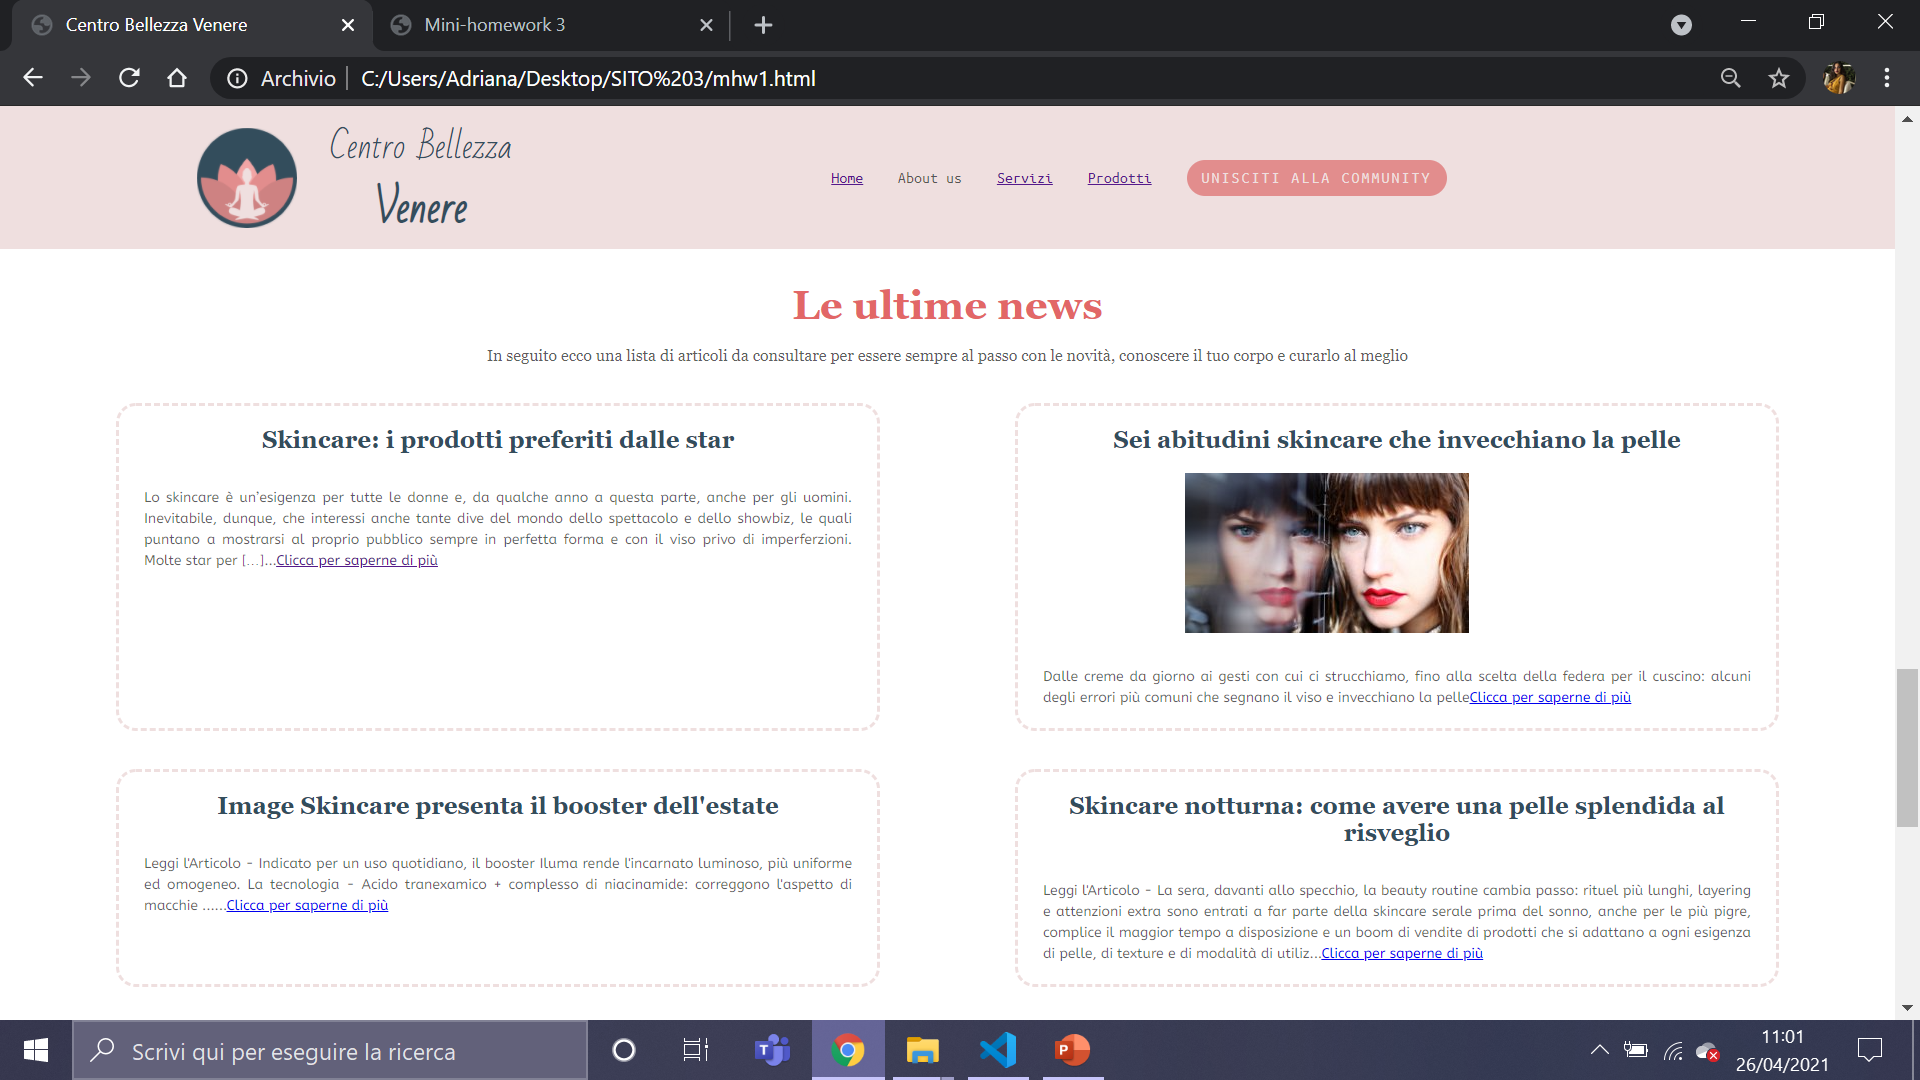 Centro Bellezza Venere
Mini-homework 3
Archivio
C:/Users/Adriana/Desktop/SITO%203/mhw1.html
Centro Bellezza
Venere
Home
About us
Servizi
Prodotti
UNISCITI ALLA COMMUNITY
Le ultime news
In seguito ecco una lista di articoli da consultare per essere sempre al passo con le novità, conoscere il tuo corpo e curarlo al meglio
Skincare: i prodotti preferiti dalle star
Lo skincare è un'esigenza per tutte le donne e, da qualche anno a questa parte, anche per gli uomini.
Inevitabile, dunque, che interessi anche tante dive del mondo dello spettacolo e dello showbiz, le quali
puntano a mostrarsi al proprio pubblico sempre in perfetta forma e con il viso privo di imperferzioni.
Molte star per [...]...Clicca per saperne di più
Sei abitudini skincare che invecchiano la pelle
Dalle creme da giorno ai gesti con cui ci strucchiamo, fino alla scelta della federa per il cuscino: alcuni
degli errori più comuni che segnano il viso e invecchiano la pelleClicca per saperne di più
Image Skincare presenta il booster dell'estate
Leggi l'Articolo - Indicato per un uso quotidiano, il booster Iluma rende l'incarnato luminoso, più uniforme
ed omogeneo. La tecnologia - Acido tranexamico + complesso di niacinamide: correggono l'aspetto di
macchie ......Clicca per saperne di più
Skincare notturna: come avere una pelle splendida al
risveglio
Leggi l'Articolo - La sera, davanti allo specchio, la beauty routine cambia passo: rituel più lunghi, layering
e attenzioni extra sono entrati a far parte della skincare serale prima del sonno, anche per le più pigre,
complice il maggior tempo a disposizione e un boom di vendite di prodotti che si adattano a ogni esigenza
di pelle, di texture e di modalità di utiliz...Clicca per saperne di più
Scrivi qui per eseguire la ricerca
11:01
26/04/2021